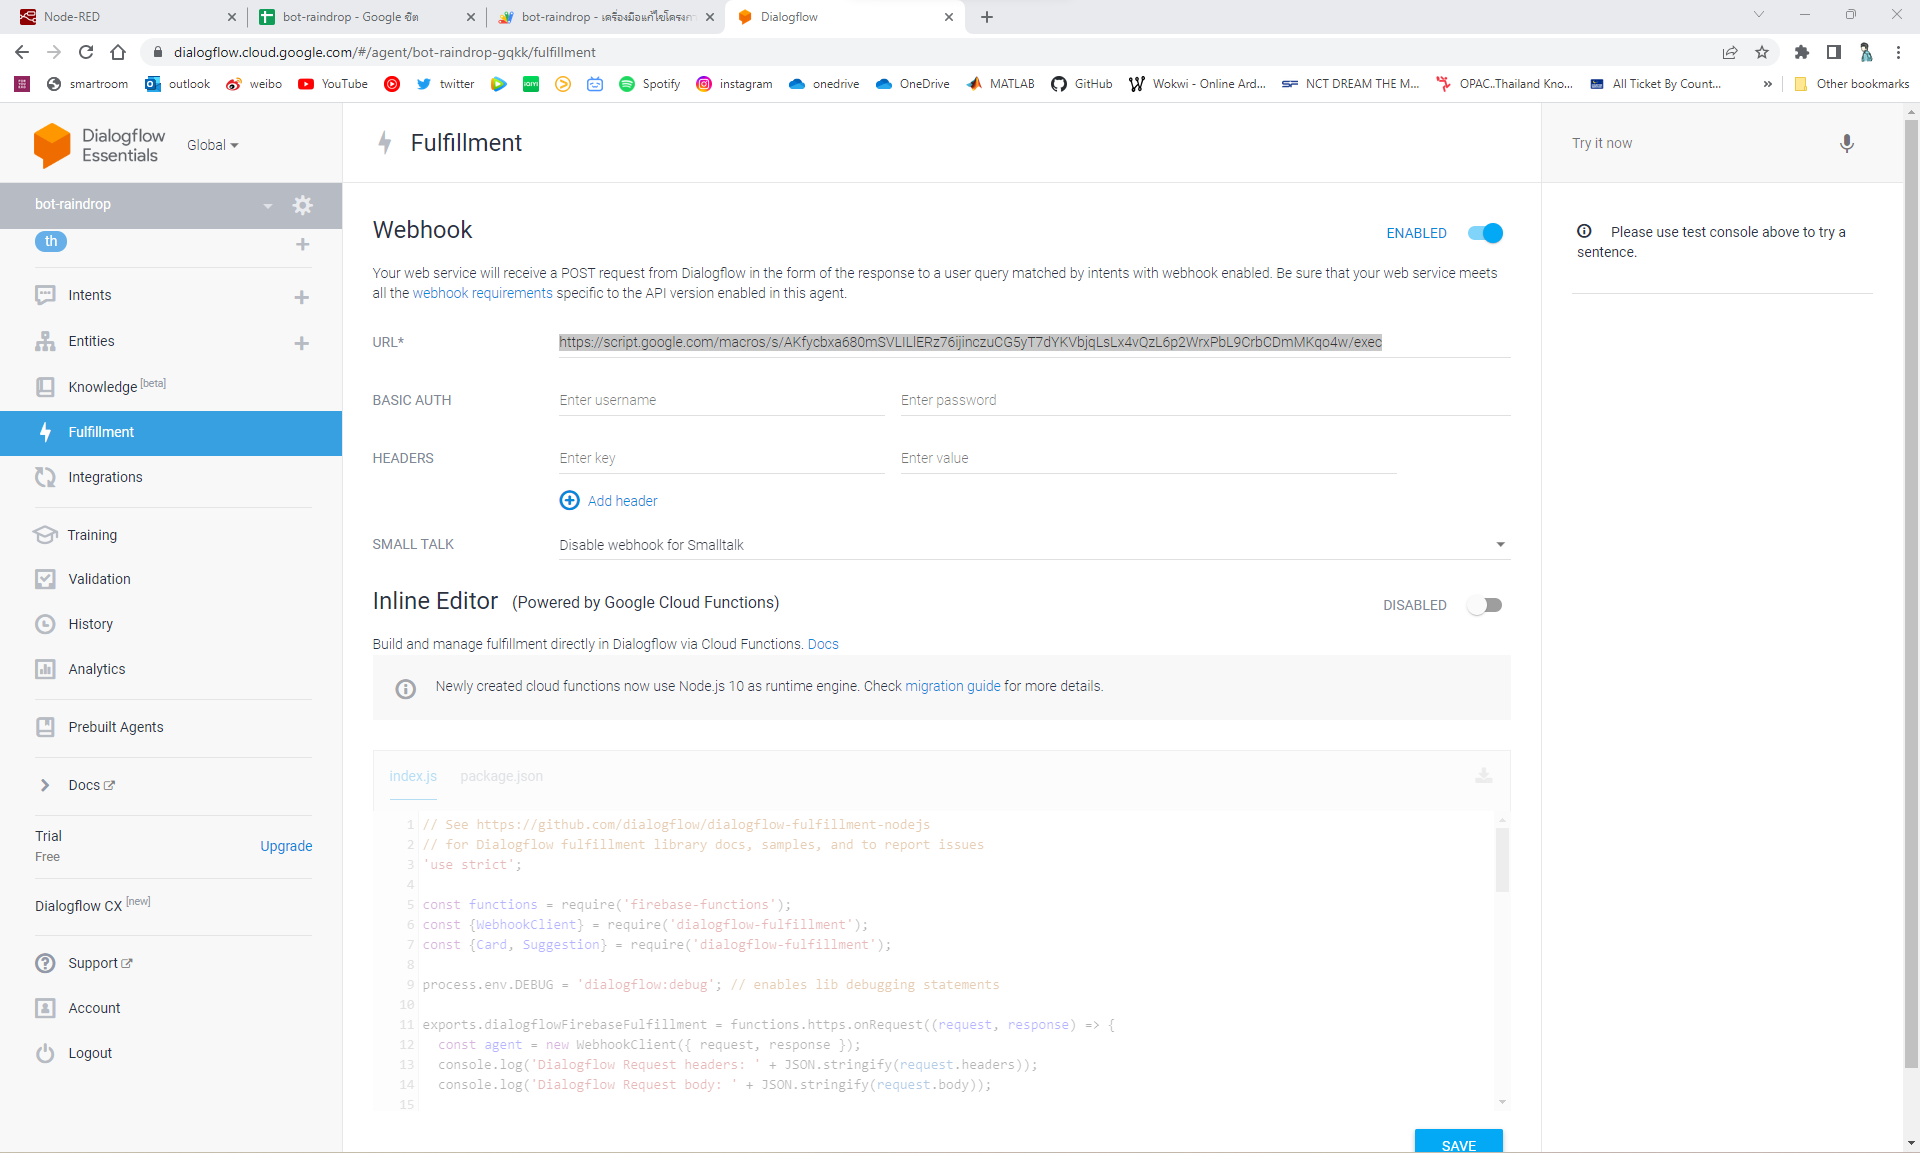 Node-RED
bot-raindrop - Google ชีต
bot-raindrop - เครื่องมือแก้ไขโครงกา
Dialogflow
dialogflow.cloud.google.com/#/agent/bot-raindrop-gqkk/fulfillment
smartroom
outlook
weibo
YouTube
twitter
Spotify
instagram
onedrive
OneDrive
MATLAB
GitHub
Wokwi - Online Ard...
NCT DREAM THE M...
OPAC..Thailand Kno...
All Ticket By Count...
»
Other bookmarks
Dialogflow
Essentials
Global
bot-raindrop
th
Intents
Entities
Knowledge [beta]
Fulfillment
Integrations
Training
Validation
History
Analytics
Prebuilt Agents
Docs
Trial
Free
Upgrade
Dialogflow CX [new]
Support
Account
Logout
Fulfillment
Webhook
ENABLED
Your web service will receive a POST request from Dialogflow in the form of the response to a user query matched by intents with webhook enabled. Be sure that your web service meets
all the webhook requirements specific to the API version enabled in this agent.
URL*
https://script.google.com/macros/s/AKfycbxa680mSVLILlERz76ijinczuCG5yT7dYKVbjqLsLx4vQzL6p2WrxPbL9CrbCDmMKqo4w/exec
BASIC AUTH
Enter username
Enter password
HEADERS
Enter key
Enter value
Add header
SMALL TALK
Disable webhook for Smalltalk
Inline Editor (Powered by Google Cloud Functions)
DISABLED
Build and manage fulfillment directly in Dialogflow via Cloud Functions. Docs
Newly created cloud functions now use Node.js 10 as runtime engine. Check migration guide for more details.
index.js
package.json
1 // See https://github.com/dialogflow/dialogflow-fulfillment-nodejs
2 // for Dialogflow fulfillment library docs, samples, and to report issues
3 'use strict';
4
5 const functions = require('firebase-functions');
6 const {WebhookClient} = require('dialogflow-fulfillment');
7 const {Card, Suggestion} = require('dialogflow-fulfillment');
8
9 process.env.DEBUG = 'dialogflow:debug'; // enables lib debugging statements
10
11 exports.dialogflowFirebaseFulfillment = functions.https.onRequest((request, response) => {
12 const agent = new WebhookClient({ request, response });
13 console.log('Dialogflow Request headers: ' + JSON.stringify(request.headers));
14 console.log('Dialogflow Request body: ' + JSON.stringify(request.body));
15
SAVE
Try it now
Please use test console above to try a
sentence.